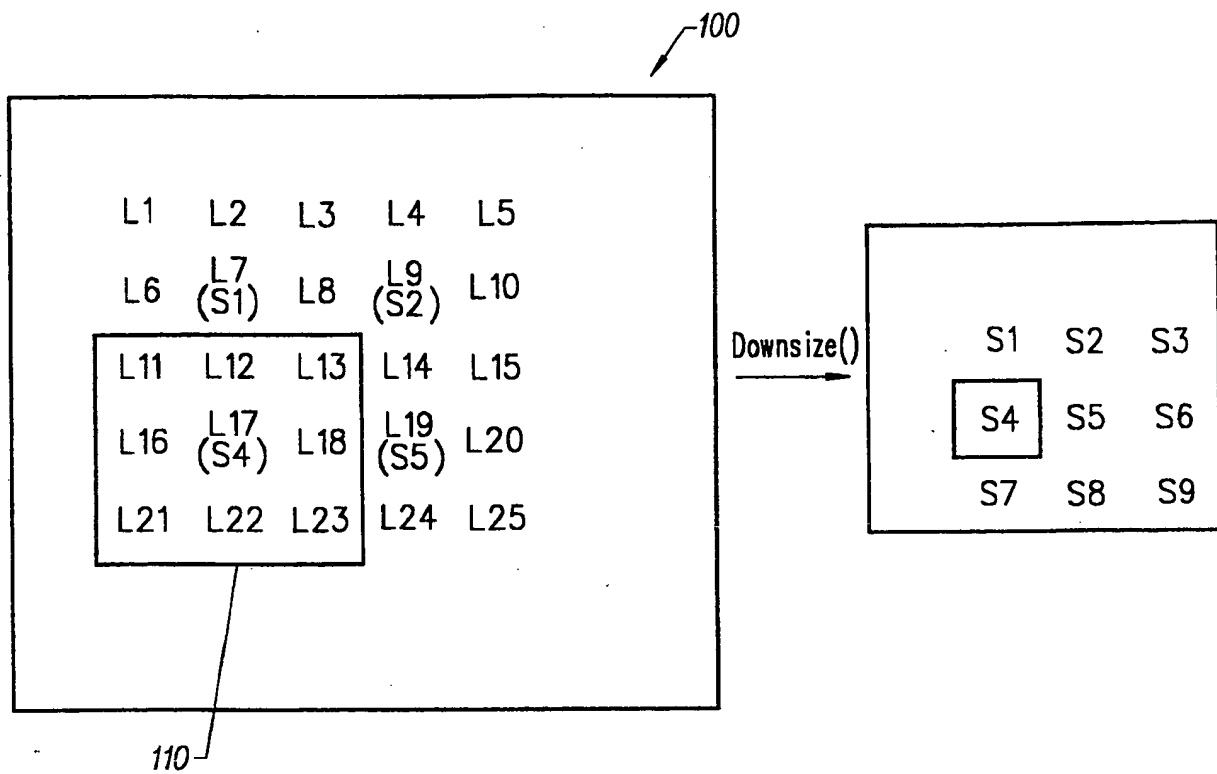 100
L1 L2 L3 L4 L5
L6 L7 L8 L9 L10
(S1) (S2)
L11 L12 L13 L14 L15
L16 L17 L18 L19 L20
(S4) (S5)
L21 L22 L23 L24 L25
110
Downsize()
S1 S2 S3
S4 S5 S6
S7 S8 S9